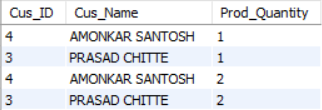 Cus_ID Cus_Name Prod_Quantity
4 AMONKAR SANTOSH 1
3 PRASAD CHITTE 1
4 AMONKAR SANTOSH 2
3 PRASAD CHITTE 2